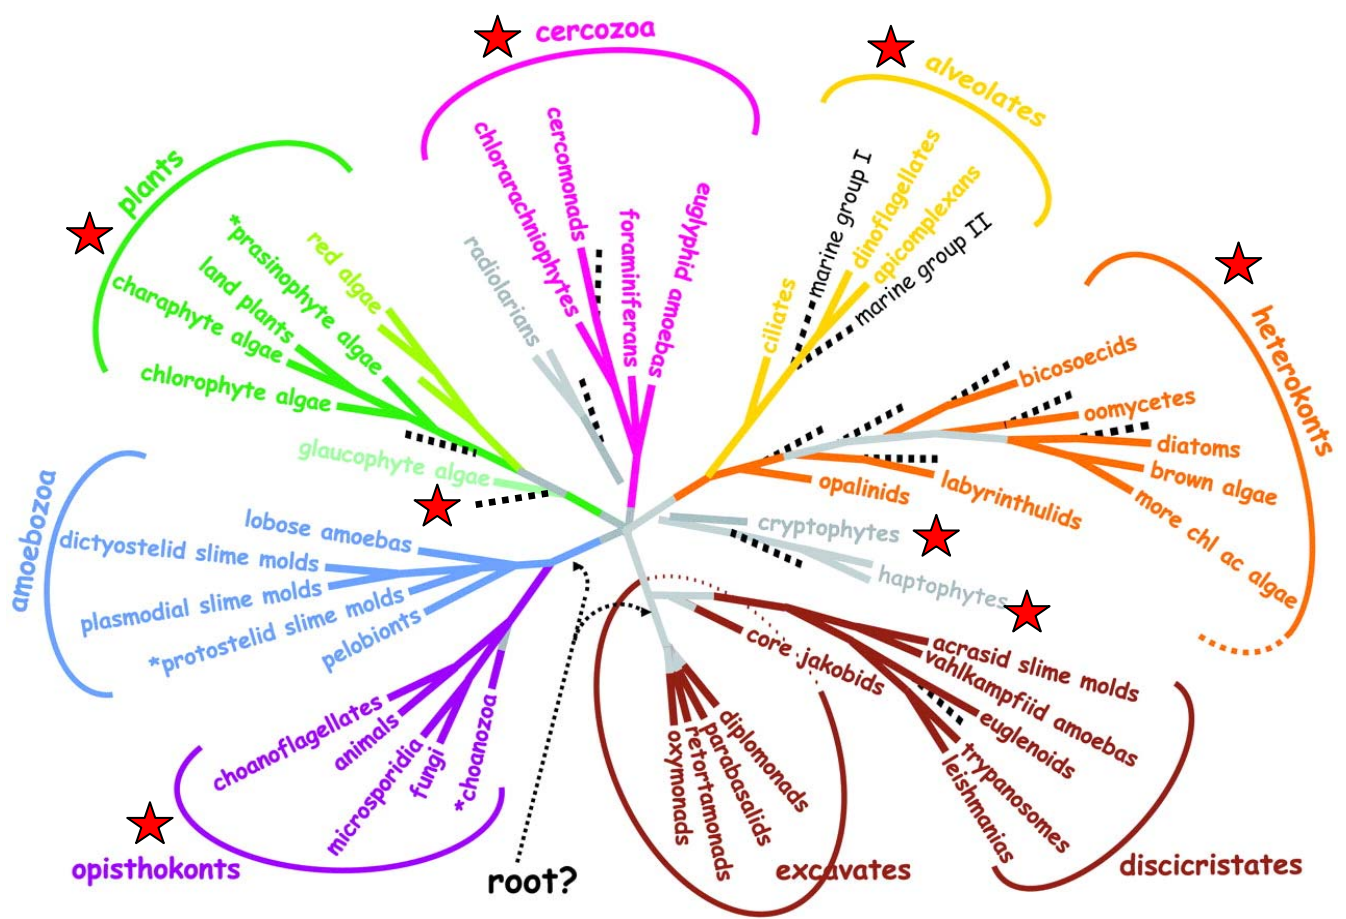 cercozoa
alveolates
plants
heterokonts
amoebozoa
opisthokonts
excavates
discicristates
root?
red algae
*prasinophyte algae
land plants
charaphyte algae
chlorophyte algae
glaucophyte algae
radiolarians
chlorarachniophytes
cercomonads
foraminiferans
euglyphid amoebas
ciliates
marine group I
dinoflagellates
apicomplexans
marine group II
bicosoecids
oomycetes
diatoms
brown algae
more chl ac algae
labyrinthulids
opalinids
cryptophytes
haptophytes
lobose amoebas
dictyostelid slime molds
plasmodial slime molds
*protostelid slime molds
pelobionts
choanoflagellates
animals
microsporidia
fungi
*choanozoa
core jakobids
acrasid slime molds
vahlkampfiid amoebas
euglenoids
trypanosomes
leishmanias
diplomonads
parabasalids
retortamonads
oxymonads